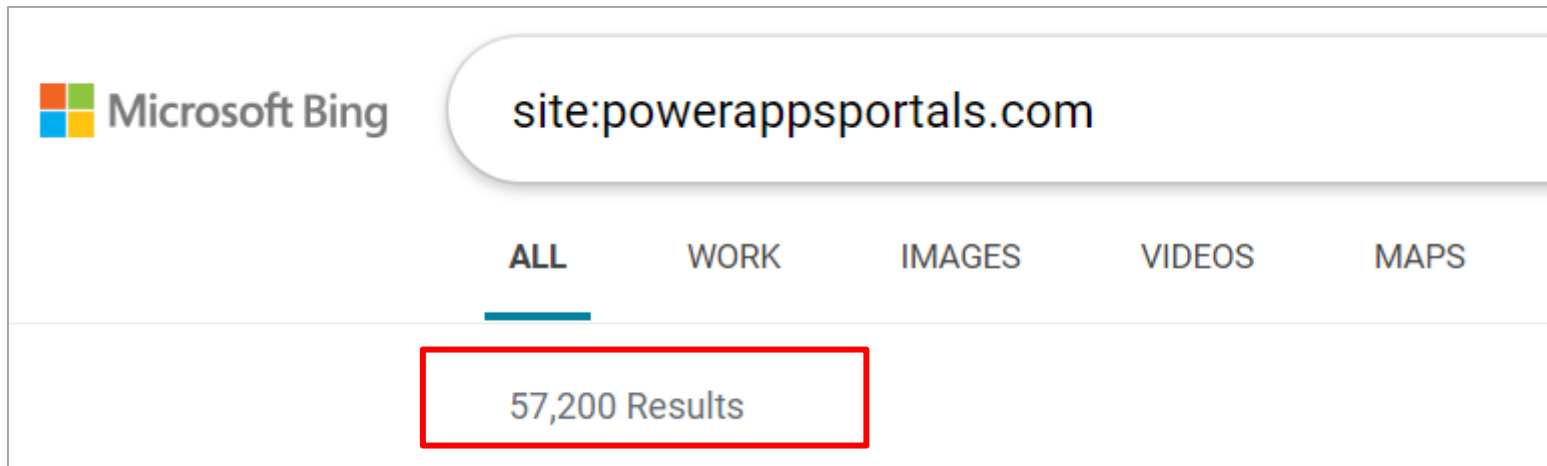 Microsoft Bing
site:powerappsportals.com
ALL WORK IMAGES VIDEOS MAPS
57,200 Results